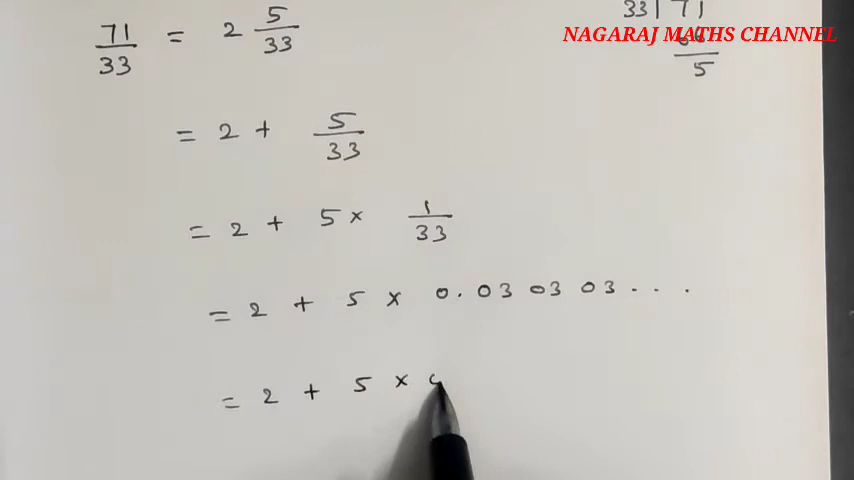 33 | 71
NAGARAJ MATHS CHANNEL
66
5
71/33 = 2 5/33
= 2 + 5/33
= 2 + 5 × 1/33
= 2 + 5 × 0.03 03 03 . . .
= 2 + 5 ×